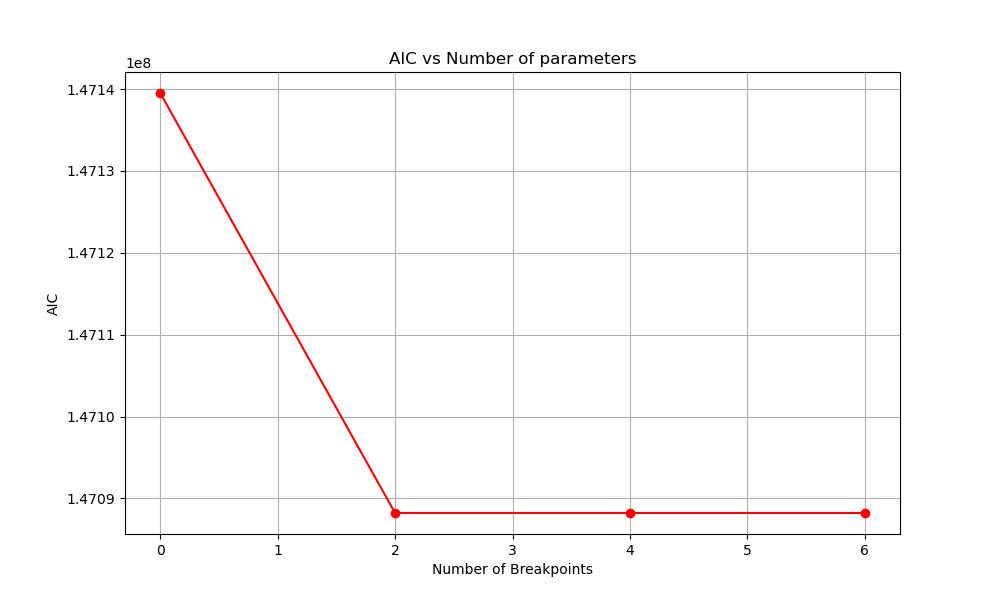 AIC vs Number of parameters
1e8
1.4714
1.4713
1.4712
1.4711
1.4710
1.4709
AIC
0 1 2 3 4 5 6
Number of Breakpoints